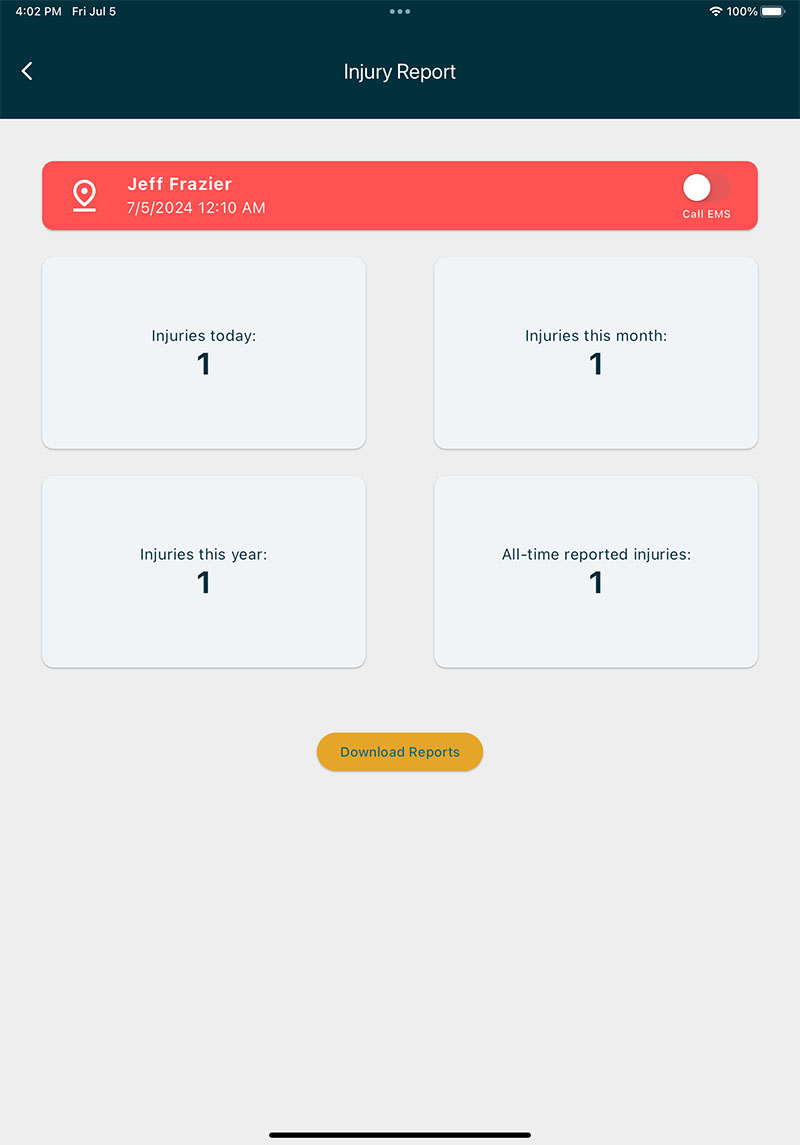 4:02 PM Fri Jul 5
100%
Injury Report
Jeff Frazier
7/5/2024 12:10 AM
Call EMS
Injuries today:
1
Injuries this month:
1
Injuries this year:
1
All-time reported injuries:
1
Download Reports